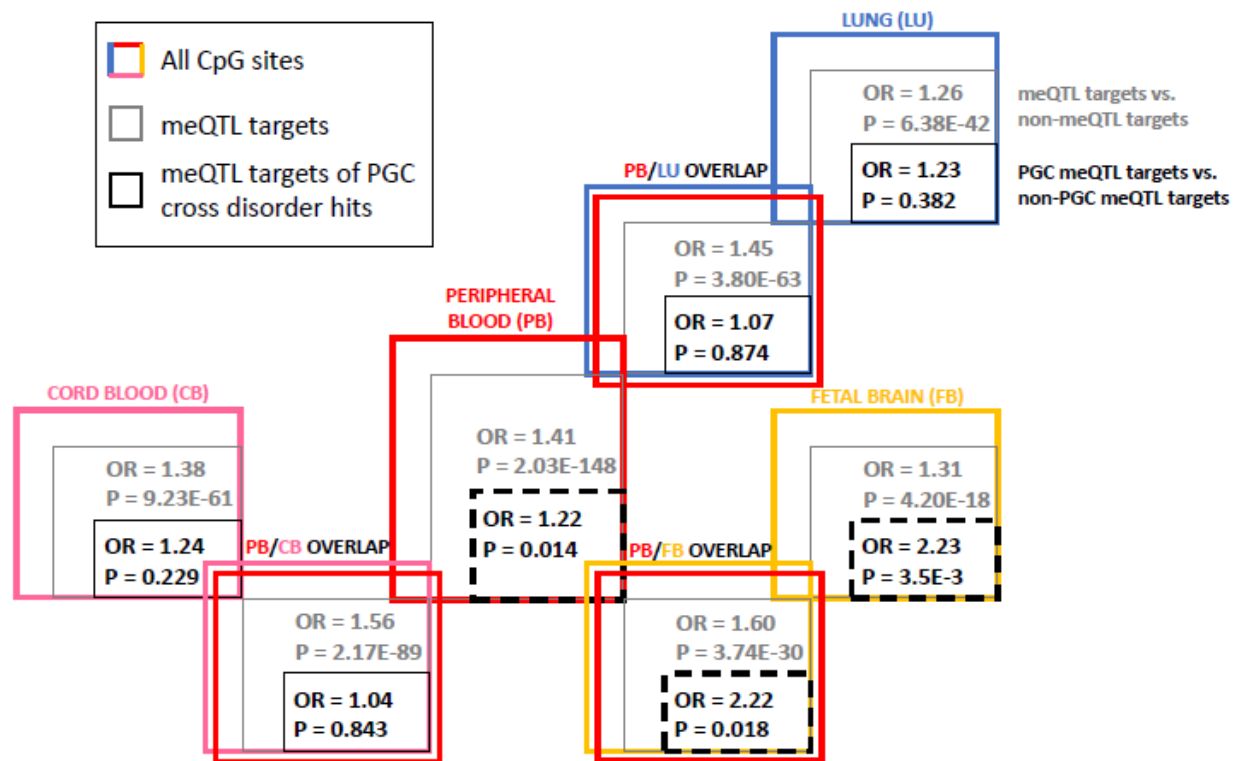 All CpG sites
meQTL targets
meQTL targets of PGC
cross disorder hits
LUNG (LU)
OR = 1.26
P = 6.38E-42
meQTL targets vs.
non-meQTL targets
OR = 1.23
P = 0.382
PGC meQTL targets vs.
non-PGC meQTL targets
PB/LU OVERLAP
OR = 1.45
P = 3.80E-63
OR = 1.07
P = 0.874
PERIPHERAL
BLOOD (PB)
OR = 1.41
P = 2.03E-148
OR = 1.22
P = 0.014
CORD BLOOD (CB)
OR = 1.38
P = 9.23E-61
OR = 1.24
P = 0.229
FETAL BRAIN (FB)
OR = 1.31
P = 4.20E-18
OR = 2.23
P = 3.5E-3
PB/CB OVERLAP
OR = 1.56
P = 2.17E-89
OR = 1.04
P = 0.843
PB/FB OVERLAP
OR = 1.60
P = 3.74E-30
OR = 2.22
P = 0.018